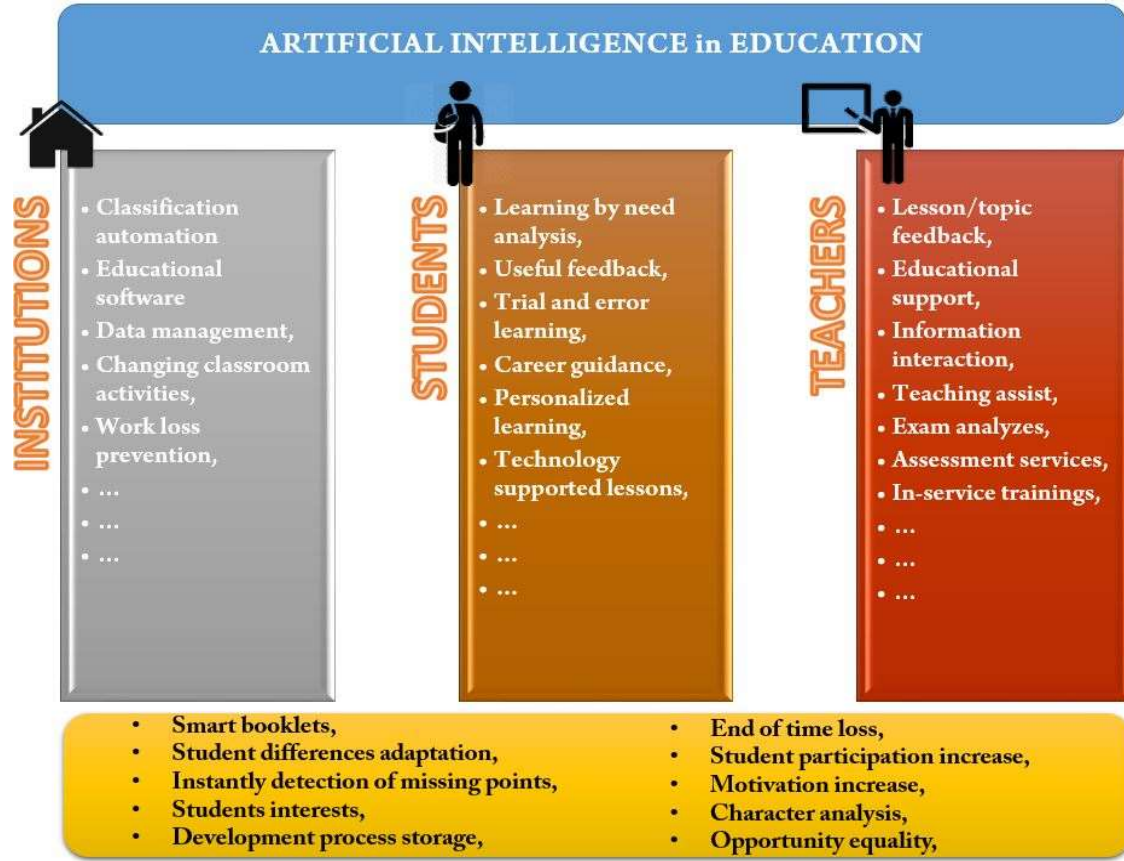 ARTIFICIAL INTELLIGENCE in EDUCATION
INSTITUTIONS
• Classification
automation
• Educational
software
• Data management,
• Changing classroom
activities,
• Work loss
prevention,
• ...
• ...
• ...
STUDENTS
• Learning by need
analysis,
• Useful feedback,
• Trial and error
learning,
• Career guidance,
• Personalized
learning,
• Technology
supported lessons,
• ...
• ...
• ...
TEACHERS
• Lesson/topic
feedback,
• Educational
support,
• Information
interaction,
• Teaching assist,
• Exam analyzes,
• Assessment services,
• In-service trainings,
• ...
• ...
• ...
• Smart booklets,
• Student differences adaptation,
• Instantly detection of missing points,
• Students interests,
• Development process storage,
• End of time loss,
• Student participation increase,
• Motivation increase,
• Character analysis,
• Opportunity equality,